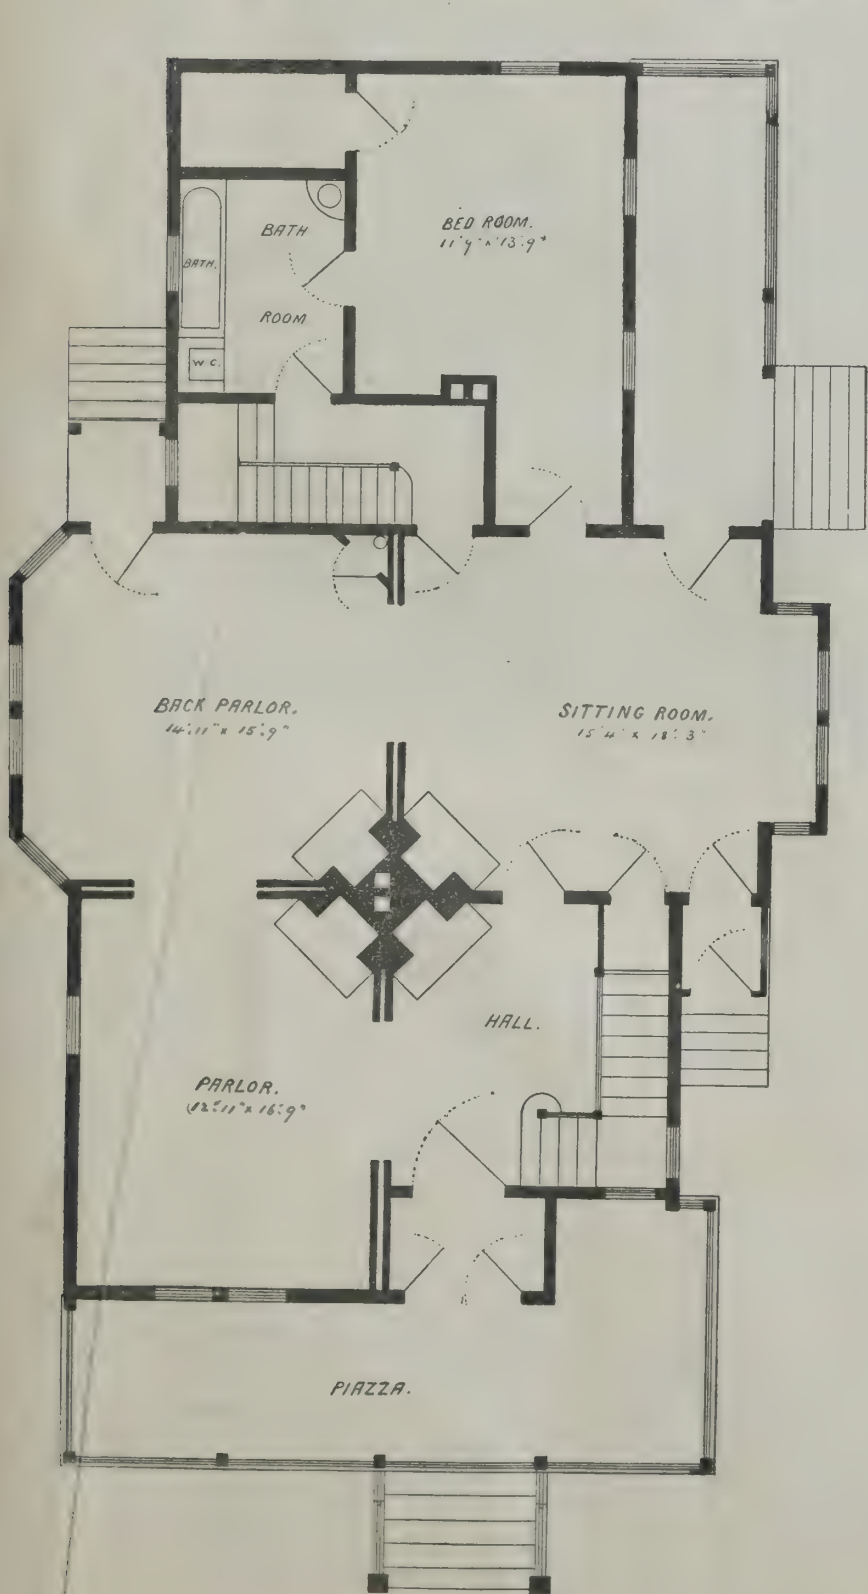 BED ROOM.
11'9" x 13'.9"
BATH
ROOM
BATH.
W C.
BACK PARLOR.
14'.11" x 15'.9"
SITTING ROOM.
15'4" x 18'.3"
HALL.
PARLOR.
12'.11" x 16'.9"
PIAZZA.